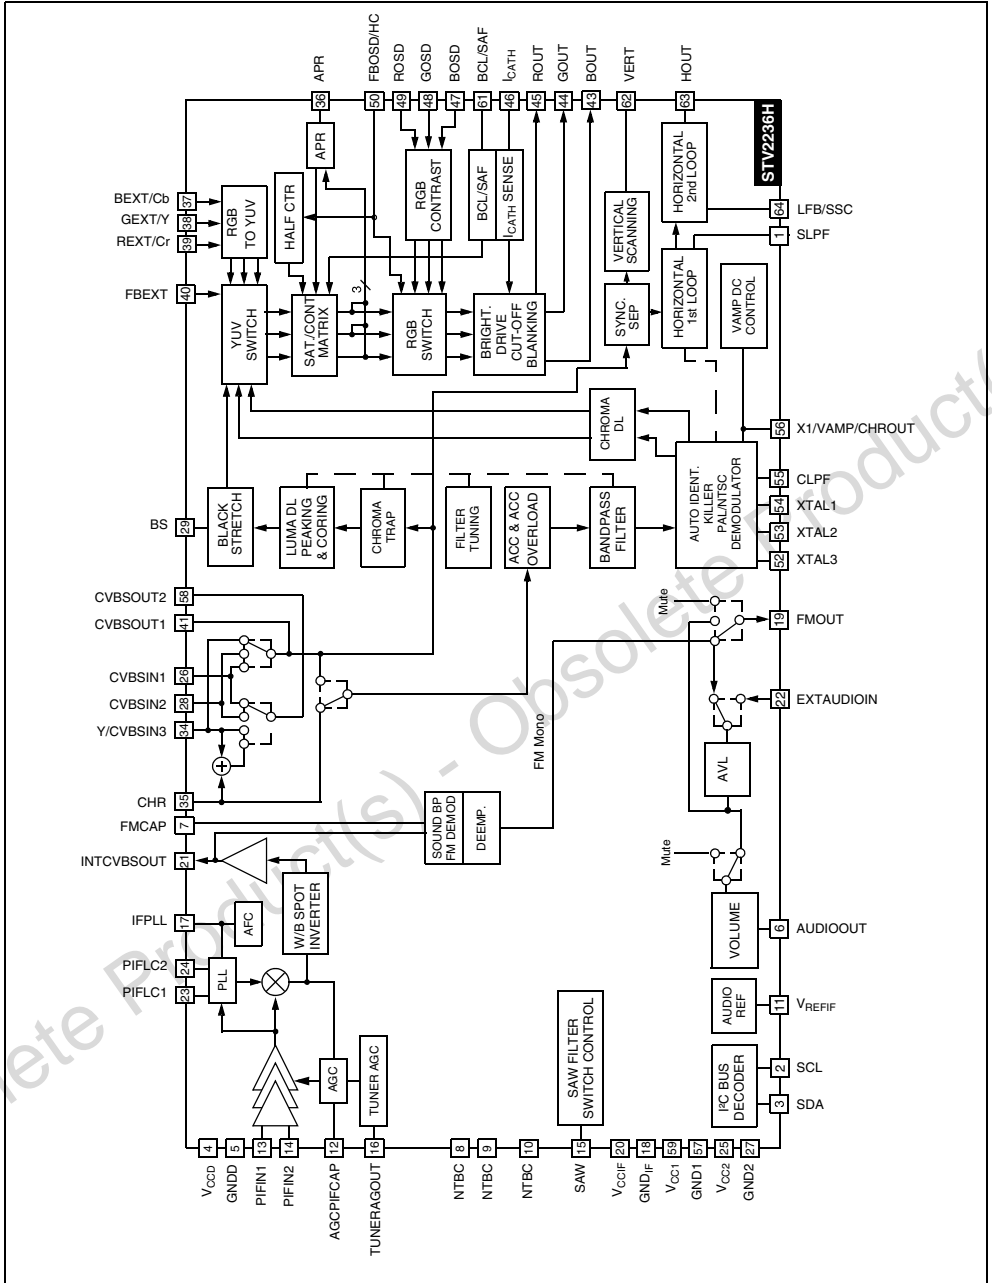 APR
FBOSD/HC
ROSD
GOSD
BOSD
BCL/SAF
ICATH
ROUT
GOUT
BOUT
VERT
HOUT
36
50
49
48
47
61
46
45
44
43
62
63
STV2236H
BEXT/Cb
37
GEXT/Y
38
REXT/Cr
39
FBEXT
40
RGB
TO YUV
HALF CTR
APR
RGB
CONTRAST
BCL/SAF
ICATH SENSE
VERTICAL
SCANNING
HORIZONTAL
2nd LOOP
64
LFB/SSC
1
SLPF
YUV
SWITCH
SAT./CONT
MATRIX
3
RGB
SWITCH
BRIGHT.
DRIVE
CUT-OFF
BLANKING
SYNC.
SEP
HORIZONTAL
1st LOOP
VAMP DC
CONTROL
CHROMA
DL
56
X1/VAMP/CHROUT
55
CLPF
54
XTAL1
53
XTAL2
52
XTAL3
BS
29
BLACK
STRETCH
LUMA DL
PEAKING
& CORING
CHROMA
TRAP
FILTER
TUNING
ACC & ACC
OVERLOAD
BANDPASS
FILTER
AUTO IDENT.
KILLER
PAL/NTSC
DEMODULATOR
CVBSOUT2
58
CVBSOUT1
41
CVBSIN1
26
CVBSIN2
28
Y/CVBSIN3
34
+
CHR
35
FMCAP
7
INTCVBSOUT
21
Mute
19
FMOUT
22
EXTAUDIOIN
FM Mono
AVL
SOUND BP
FM DEMOD
DEEMP.
Mute
IFPLL
17
AFC
W/B SPOT
INVERTER
VOLUME
6
AUDIOOUT
PIFLC2
24
PIFLC1
23
PLL
AUDIO
REF
11
VREFIF
AGC
TUNER AGC
SAW FILTER
SWITCH CONTROL
I²C BUS
DECODER
2
SCL
3
SDA
4
5
13
14
12
16
8
9
10
15
20
18
59
57
25
27
VCCD
GNDD
PIFIN1
PIFIN2
AGCPIFCAP
TUNERAGOUT
NTBC
NTBC
NTBC
SAW
VCCIF
GNDIF
VCC1
GND1
VCC2
GND2
lete Product(s) - Obsolete Product(